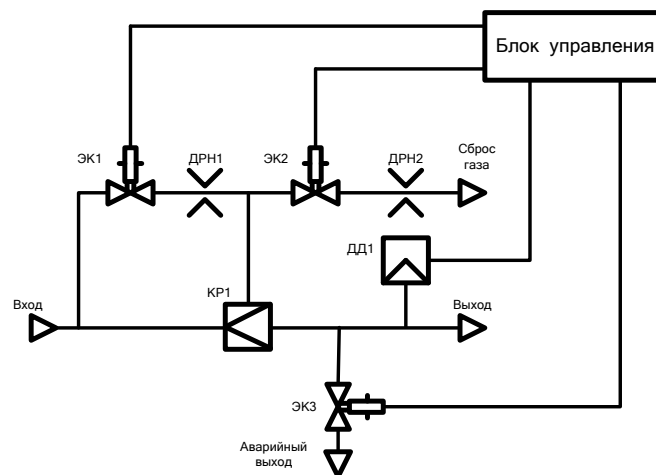 Блок управления
ЭК1
ДРН1
ЭК2
ДРН2
Сброс
газа
ДД1
КР1
Вход
Выход
ЭК3
Аварийный
выход